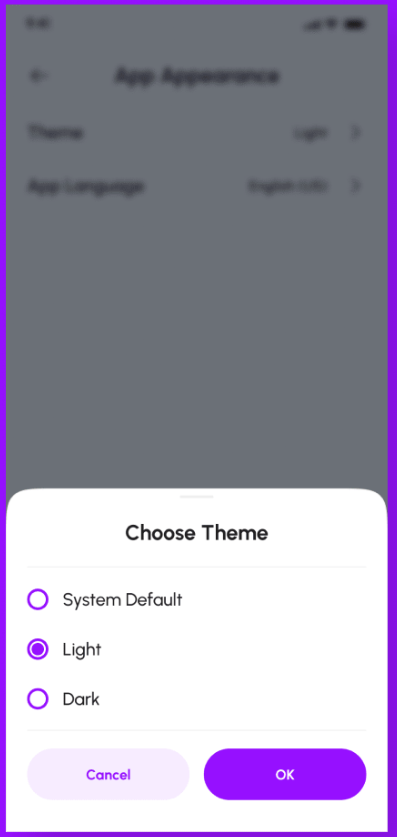 9:41
App Appearance
Theme Light
App Language English (US)
Choose Theme
System Default
Light
Dark
Cancel OK